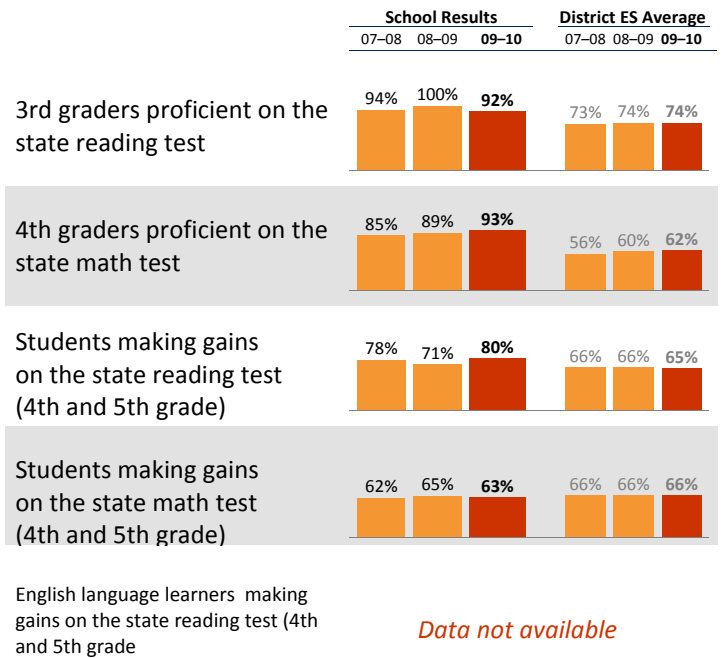 School Results District ES Average
07–08 08–09 09–10 07–08 08–09 09–10
94% 100% 92% 73% 74% 74%
3rd graders proficient on the
state reading test
85% 89% 93% 56% 60% 62%
4th graders proficient on the
state math test
78% 71% 80% 66% 66% 65%
Students making gains
on the state reading test
(4th and 5th grade)
62% 65% 63% 66% 66% 66%
Students making gains
on the state math test
(4th and 5th grade)
English language learners making
gains on the state reading test (4th
and 5th grade
Data not available